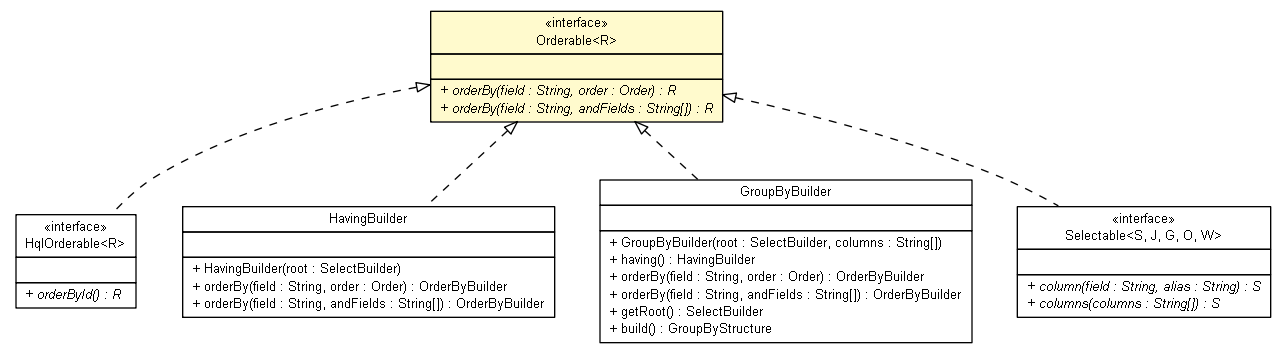 «interface»
Orderable<R>
+ orderBy(field : String, order : Order) : R
+ orderBy(field : String, andFields : String[]) : R
«interface»
HqlOrderable<R>
+ orderById() : R
HavingBuilder
+ HavingBuilder(root : SelectBuilder)
+ orderBy(field : String, order : Order) : OrderByBuilder
+ orderBy(field : String, andFields : String[]) : OrderByBuilder
GroupByBuilder
+ GroupByBuilder(root : SelectBuilder, columns : String[])
+ having() : HavingBuilder
+ orderBy(field : String, order : Order) : OrderByBuilder
+ orderBy(field : String, andFields : String[]) : OrderByBuilder
+ getRoot() : SelectBuilder
+ build() : GroupByStructure
«interface»
Selectable<S, J, G, O, W>
+ column(field : String, alias : String) : S
+ columns(columns : String[]) : S